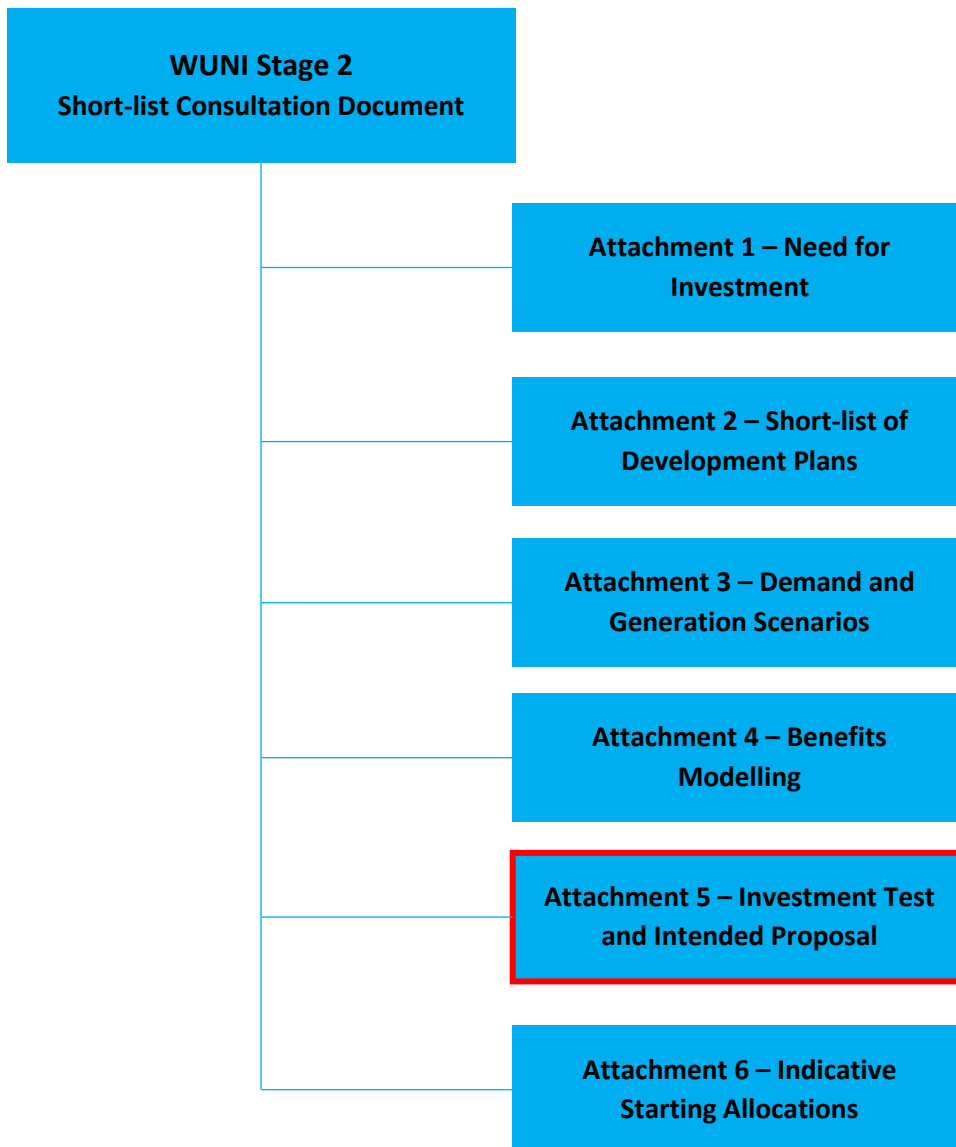 WUNI Stage 2
Short-list Consultation Document
Attachment 1 – Need for
Investment
Attachment 2 – Short-list of
Development Plans
Attachment 3 – Demand and
Generation Scenarios
Attachment 4 – Benefits
Modelling
Attachment 5 – Investment Test
and Intended Proposal
Attachment 6 – Indicative
Starting Allocations